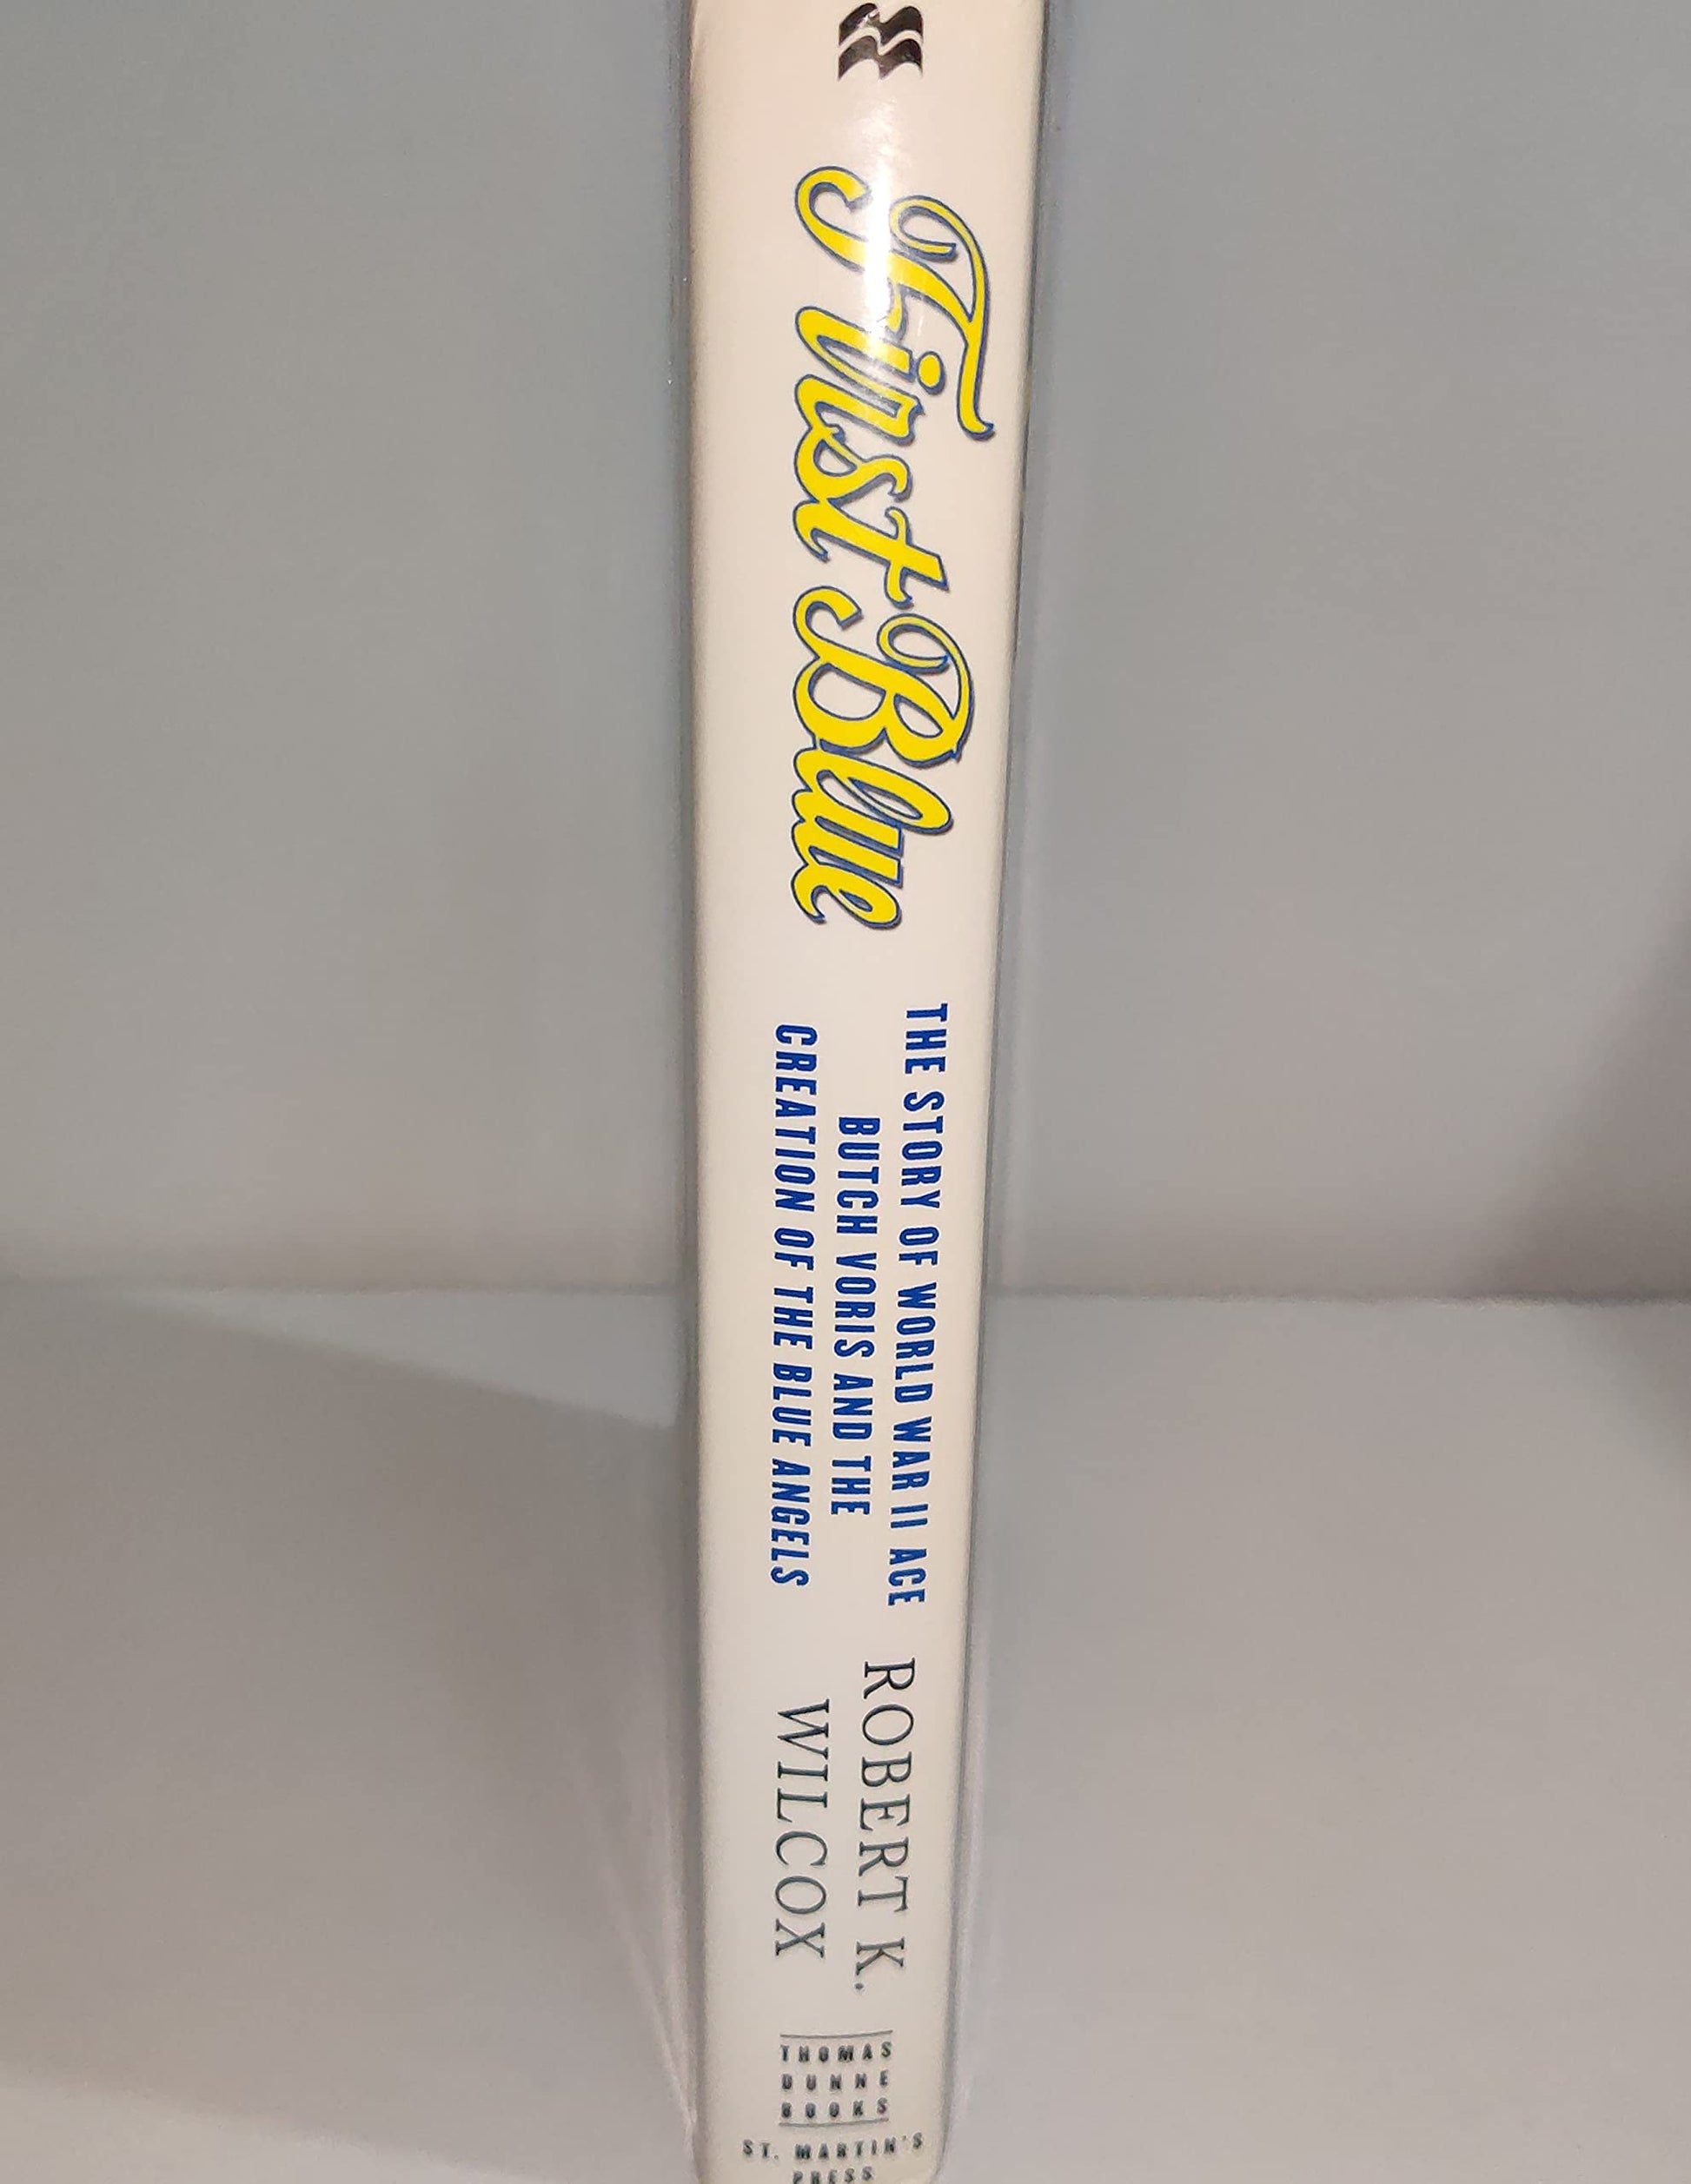 First Blue
THE STORY OF WORLD WAR II ACE
BUTCH VORIS AND THE
CREATION OF THE BLUE ANGELS
ROBERT K.
WILCOX
THOMAS
DUNNE
BOOKS
ST. MARTIN'S
PRESS